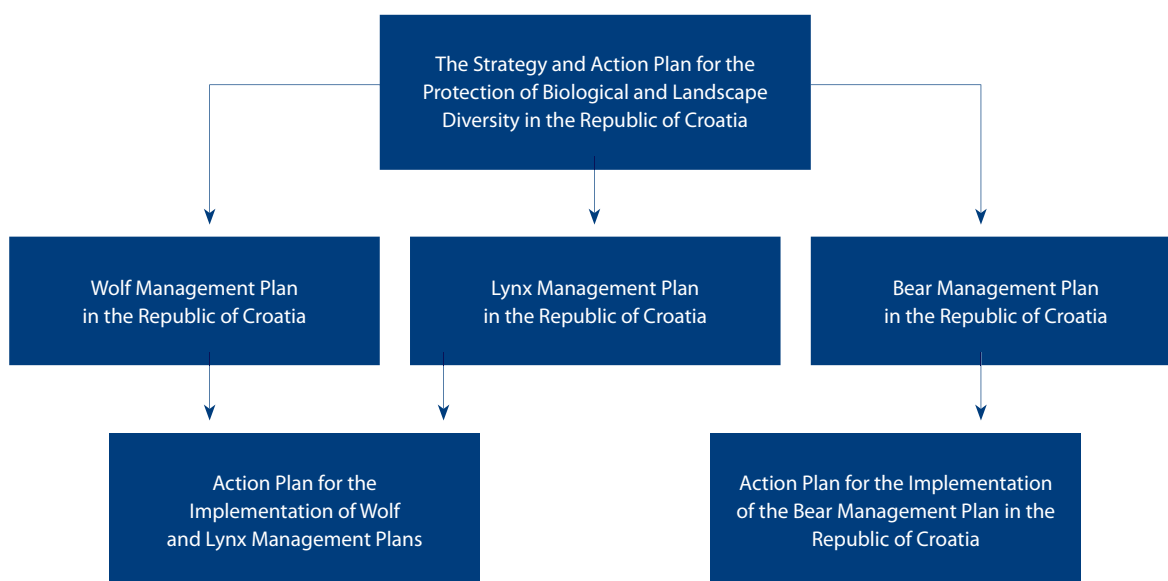 The Strategy and Action Plan for the
Protection of Biological and Landscape
Diversity in the Republic of Croatia
Wolf Management Plan
in the Republic of Croatia
Lynx Management Plan
in the Republic of Croatia
Bear Management Plan
in the Republic of Croatia
Action Plan for the
Implementation of Wolf
and Lynx Management Plans
Action Plan for the Implementation
of the Bear Management Plan in the
Republic of Croatia